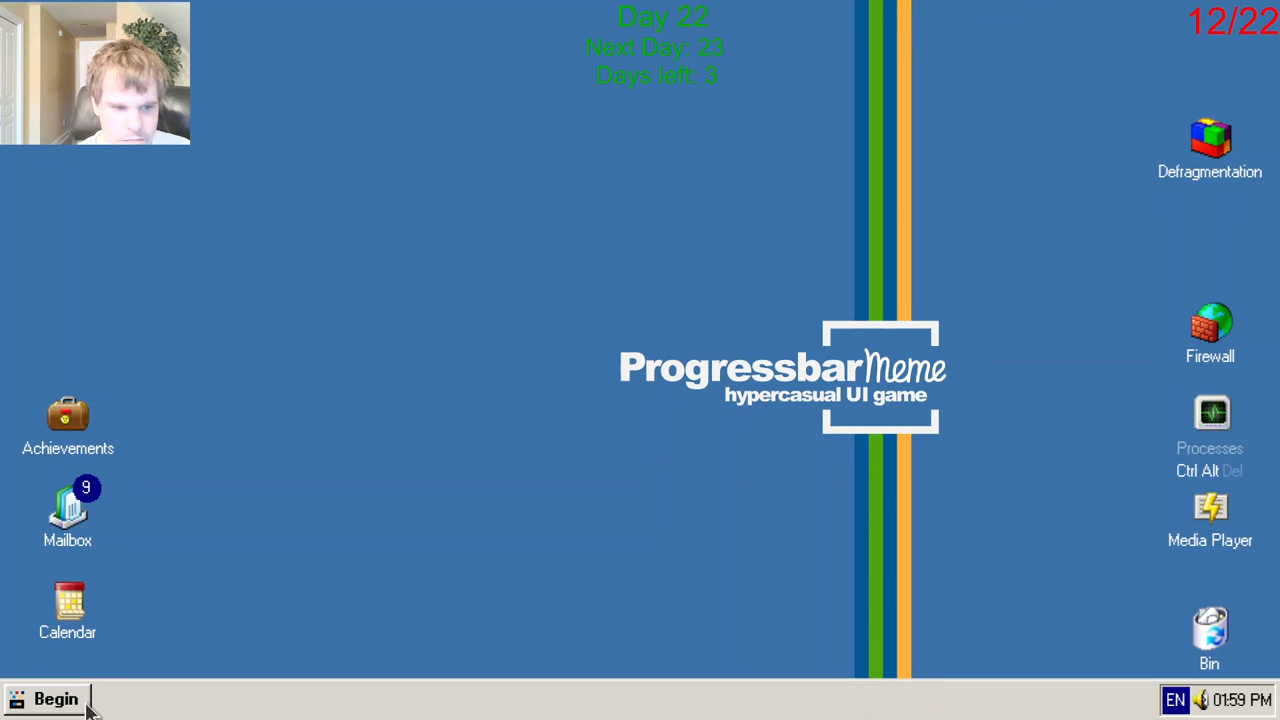 Day 22
Next Day: 23
Days left: 3
12/22
Defragmentation
Firewall
Progressbar Meme
hypercasual UI game
Achievements
Processes
Ctrl Alt Del
9
Mailbox
Media Player
Calendar
Bin
Begin
EN 01:59 PM